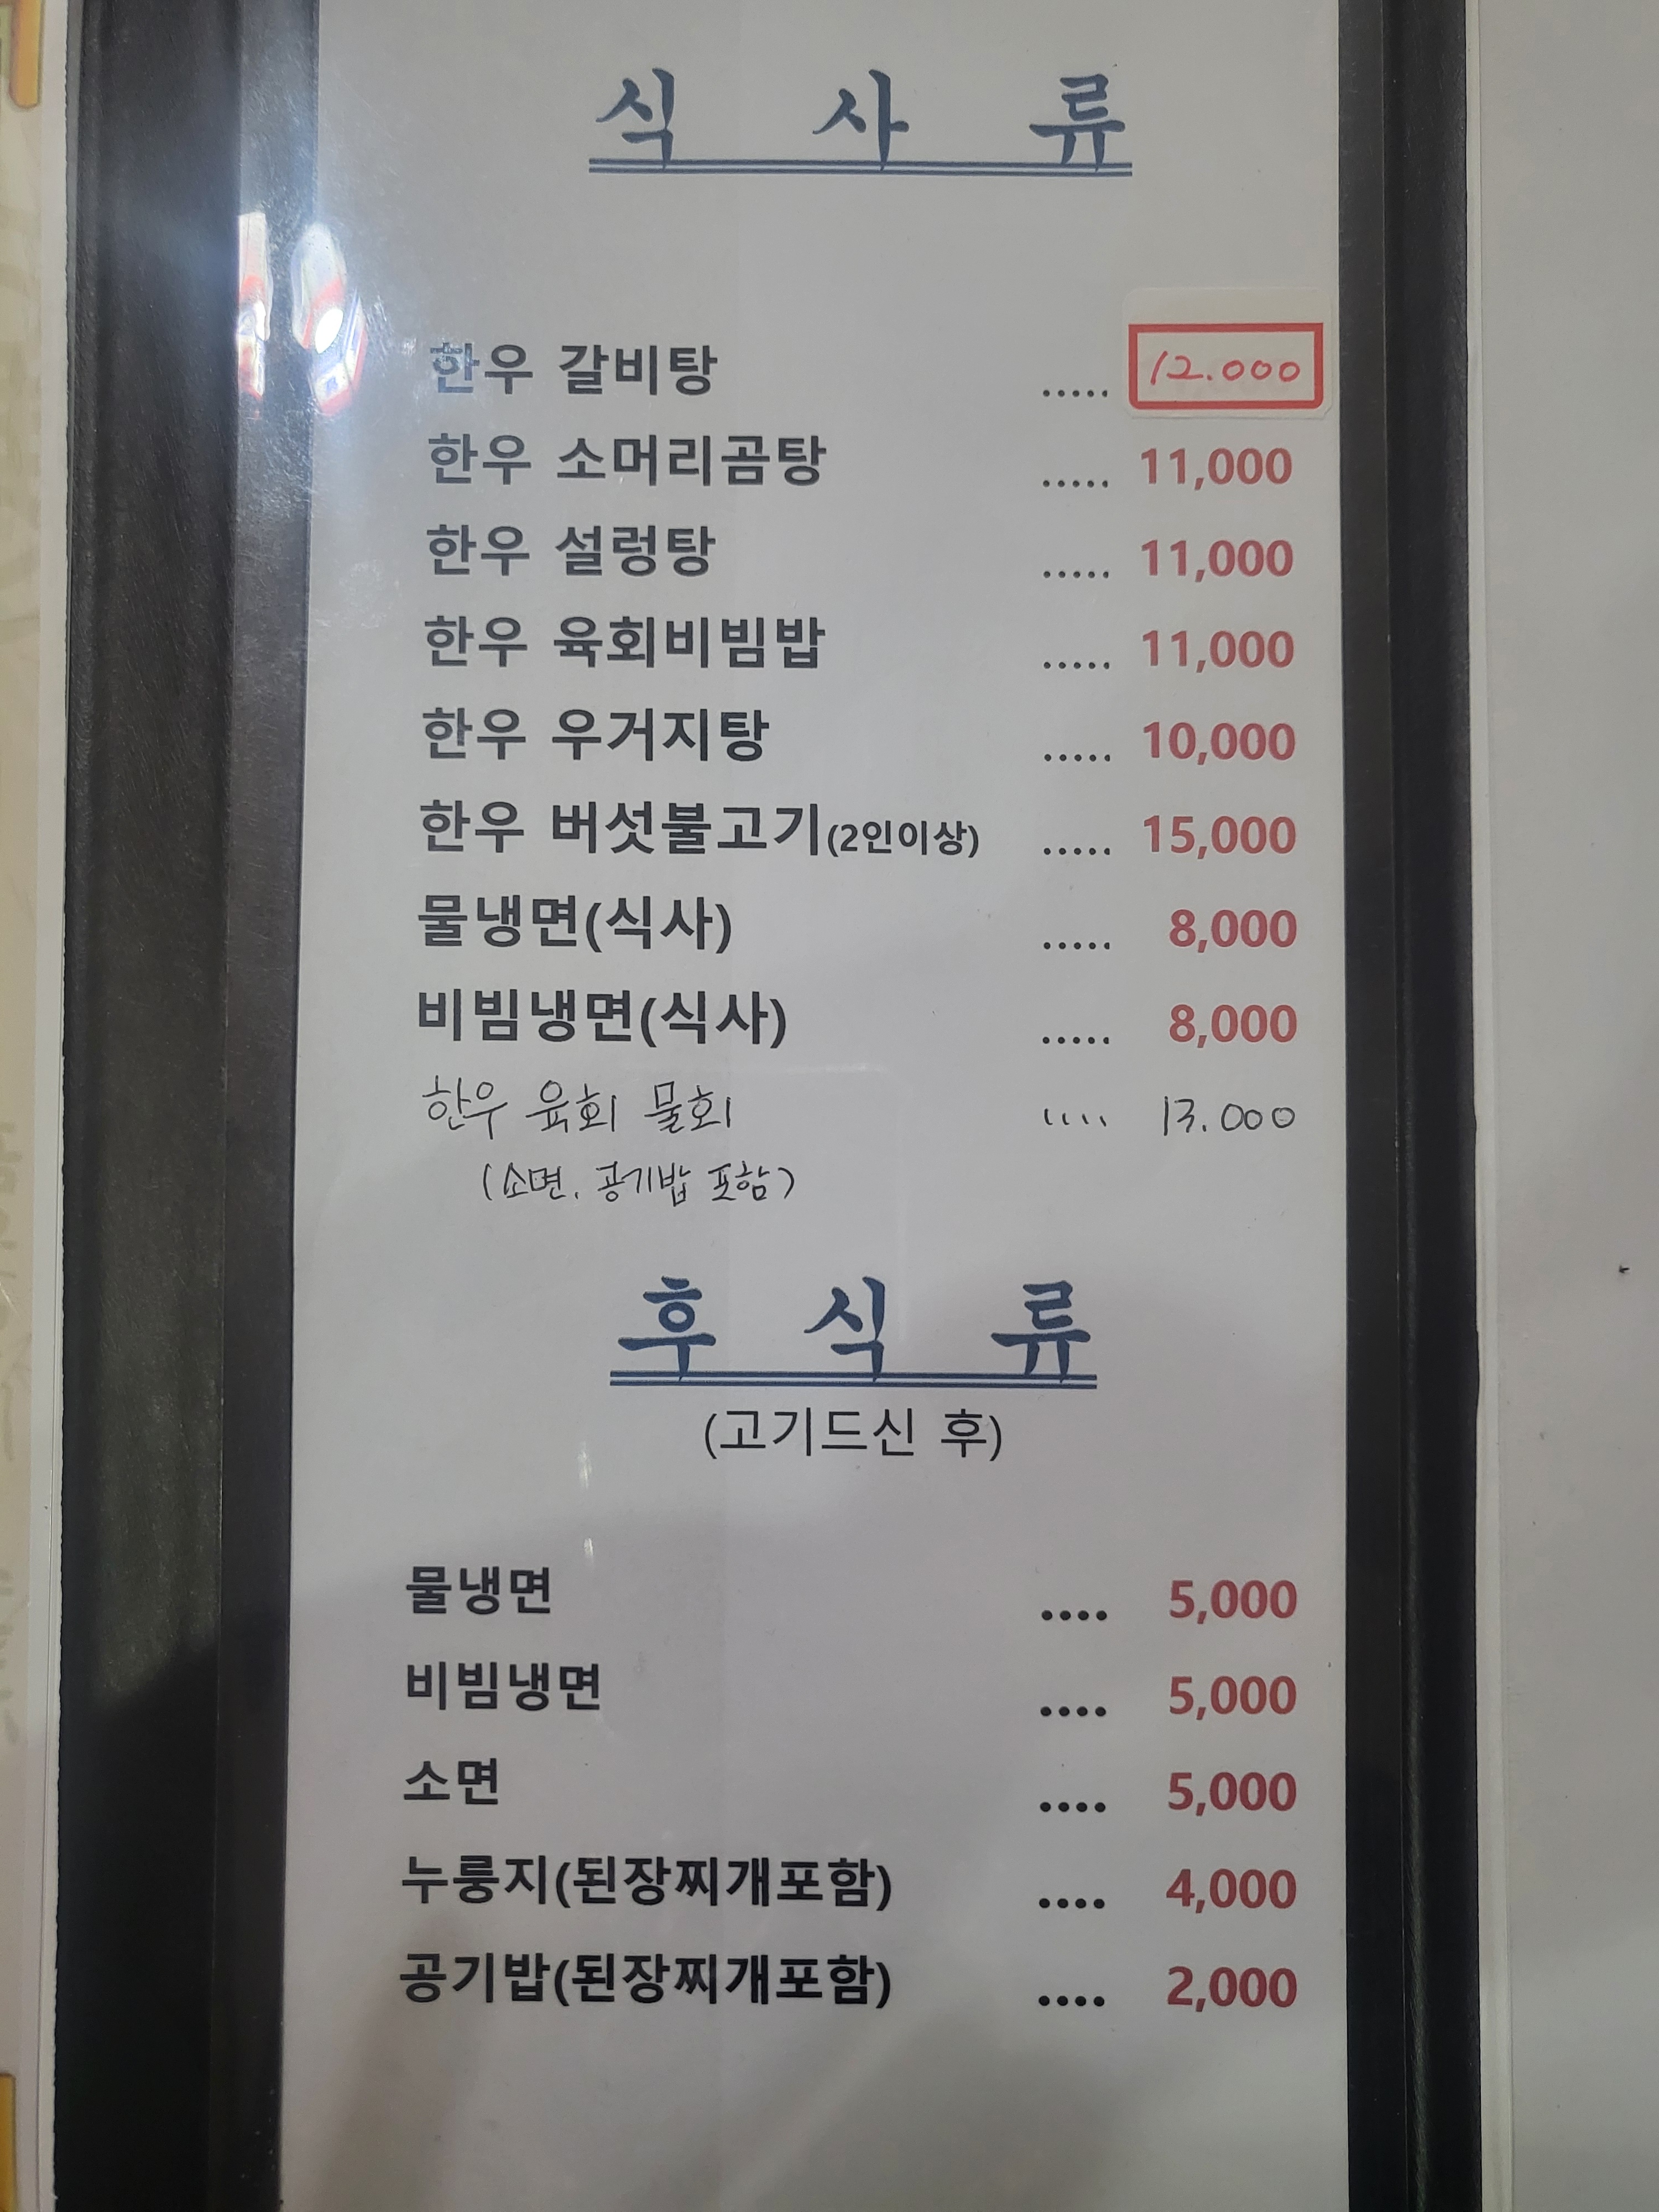 식 사 류
한우 갈비탕 ..... 12.000
한우 소머리곰탕 ..... 11,000
한우 설렁탕 ..... 11,000
한우 육회비빔밥 ..... 11,000
한우 우거지탕 ..... 10,000
한우 버섯불고기(2인이상) ..... 15,000
물냉면(식사) ..... 8,000
비빔냉면(식사) ..... 8,000
한우 육회 물회 .... 13.000
(소면, 공기밥 포함)
후 식 류
(고기드신 후)
물냉면 .... 5,000
비빔냉면 .... 5,000
소면 .... 5,000
누룽지(된장찌개포함) .... 4,000
공기밥(된장찌개포함) .... 2,000